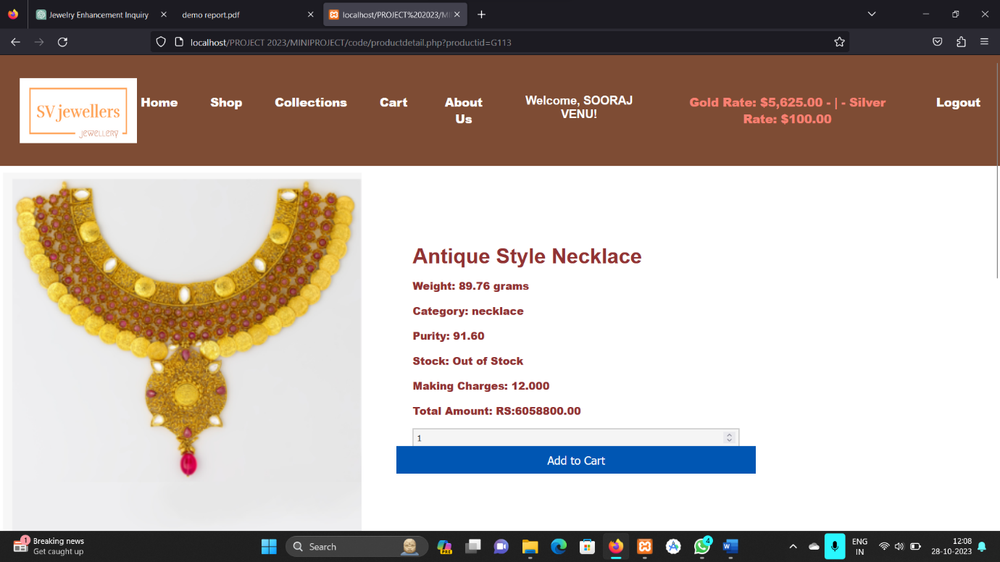 Jewelry Enhancement Inquiry
demo report.pdf
localhost/PROJECT%202023/MI
localhost/PROJECT 2023/MINIPROJECT/code/productdetail.php?productid=G113
SV jewellers
jewellery
Home
Shop
Collections
Cart
About
Us
Welcome, SOORAJ
VENU!
Gold Rate: $5,625.00 - | - Silver
Rate: $100.00
Logout
Antique Style Necklace
Weight: 89.76 grams
Category: necklace
Purity: 91.60
Stock: Out of Stock
Making Charges: 12.000
Total Amount: RS:6058800.00
1
Add to Cart
1
Breaking news
Get caught up
Search
PRE
4
ENG
IN
12:08
28-10-2023